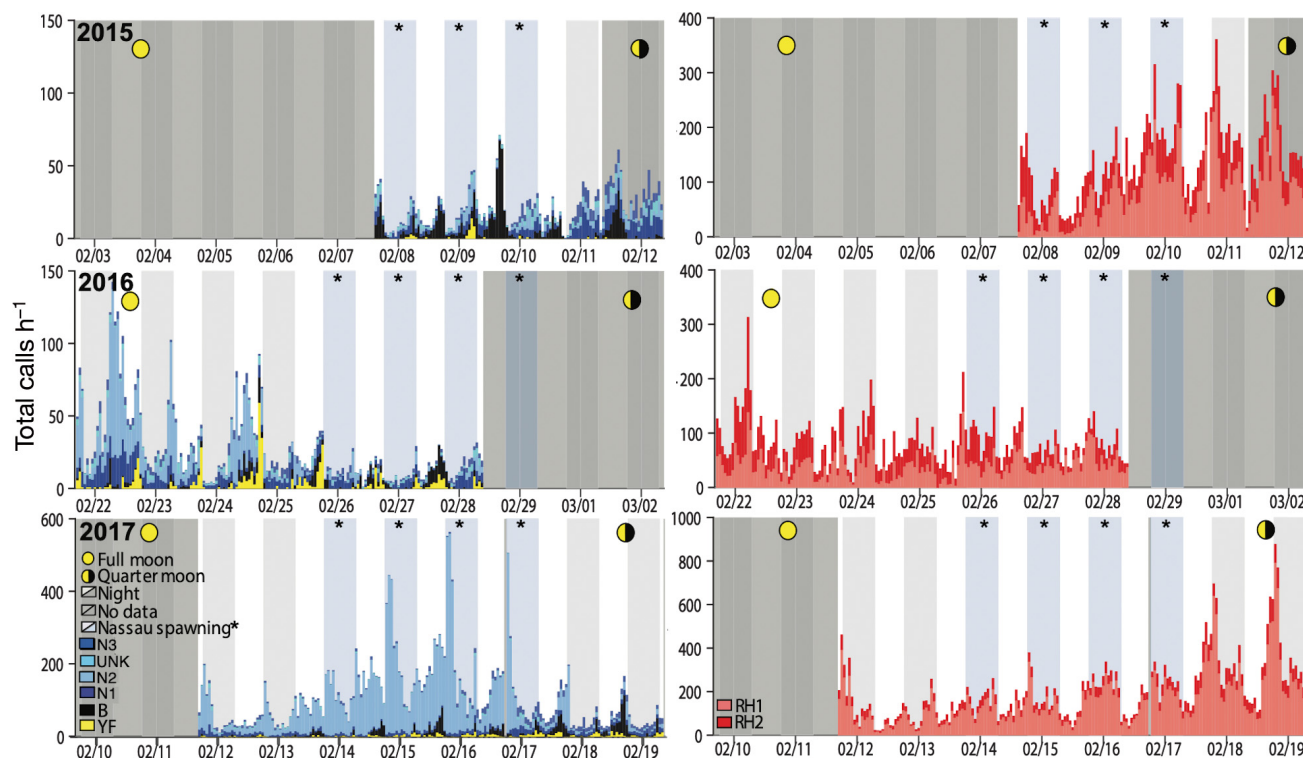 150
2015
* * *
100
50
0
02/03 02/04 02/05 02/06 02/07 02/08 02/09 02/10 02/11 02/12
400
* * *
300
200
100
0
02/03 02/04 02/05 02/06 02/07 02/08 02/09 02/10 02/11 02/12
Total calls h⁻¹
150
2016
* * * *
100
50
0
02/22 02/23 02/24 02/25 02/26 02/27 02/28 02/29 03/01 03/02
400
* * * *
300
200
100
0
02/22 02/23 02/24 02/25 02/26 02/27 02/28 02/29 03/01 03/02
600
2017
* * * *
400
200
0
Full moon
Quarter moon
Night
No data
Nassau spawning*
N3
UNK
N2
N1
B
YF
02/10 02/11 02/12 02/13 02/14 02/15 02/16 02/17 02/18 02/19
1000
* * * *
800
600
400
200
0
RH1
RH2
02/10 02/11 02/12 02/13 02/14 02/15 02/16 02/17 02/18 02/19